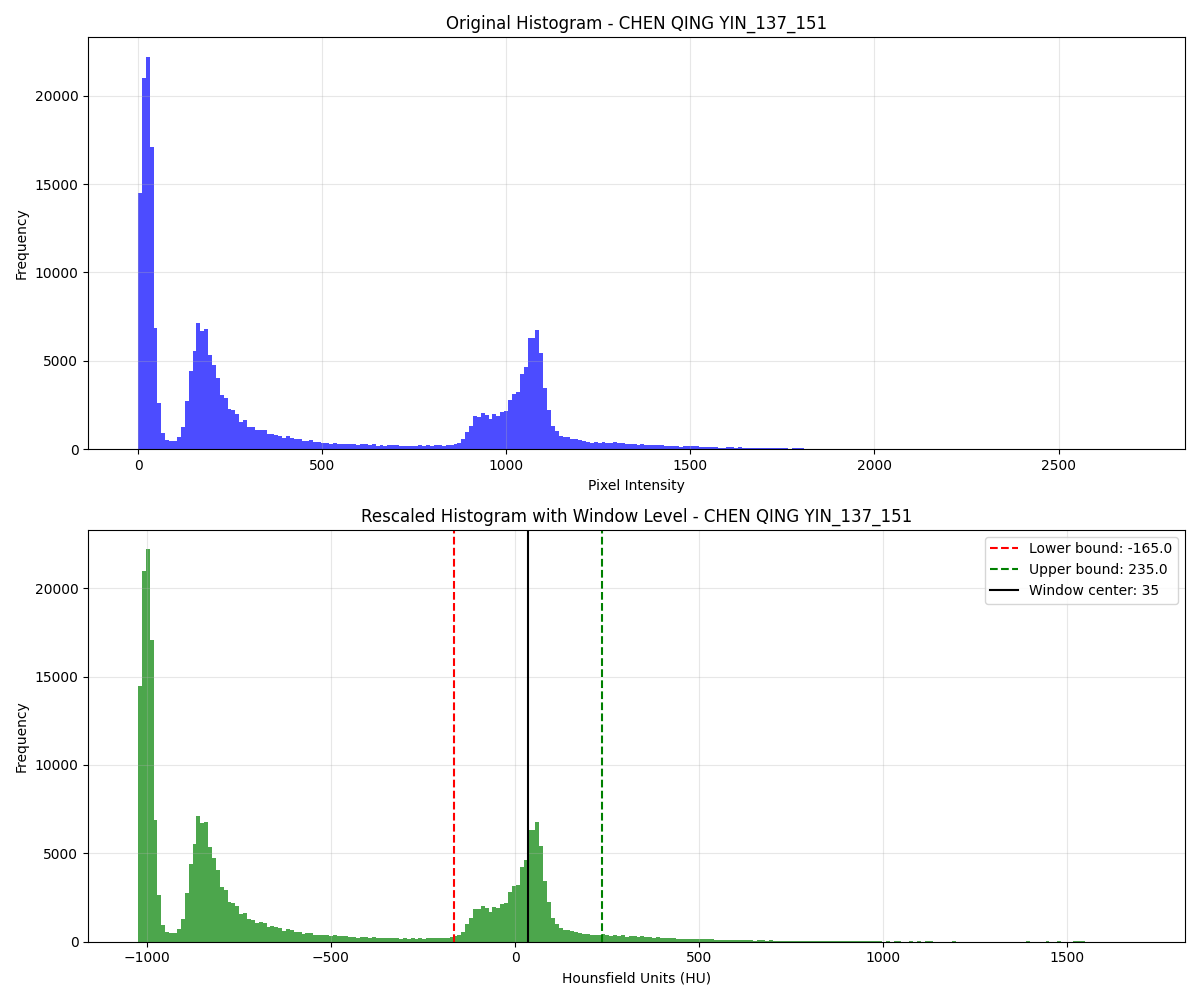 Original Histogram - CHEN QING YIN_137_151
Frequency
20000
15000
10000
5000
0
0 500 1000 1500 2000 2500
Pixel Intensity
Rescaled Histogram with Window Level - CHEN QING YIN_137_151
Lower bound: -165.0
Upper bound: 235.0
Window center: 35
Frequency
20000
15000
10000
5000
0
−1000 −500 0 500 1000 1500
Hounsfield Units (HU)